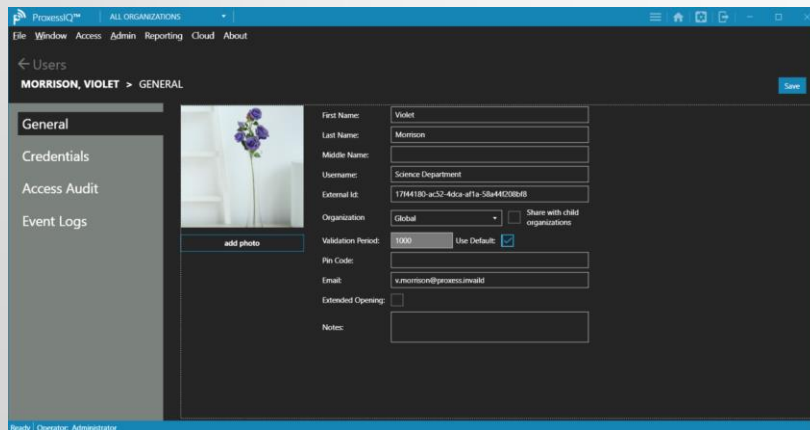 ProxessIQ™ ALL ORGANIZATIONS
File Window Access Admin Reporting Cloud About
Users
MORRISON, VIOLET > GENERAL
Save
General
Credentials
Access Audit
Event Logs
add photo
First Name: Violet
Last Name: Morrison
Middle Name:
Username: Science Department
External Id: 17f44180-ac52-4dca-af1a-58a44f208bf8
Organization Global Share with child
organizations
Validation Period: 1000 Use Default:
Pin Code:
Email: v.morrison@proxess.invaild
Extended Opening:
Notes:
Ready Operator: Administrator